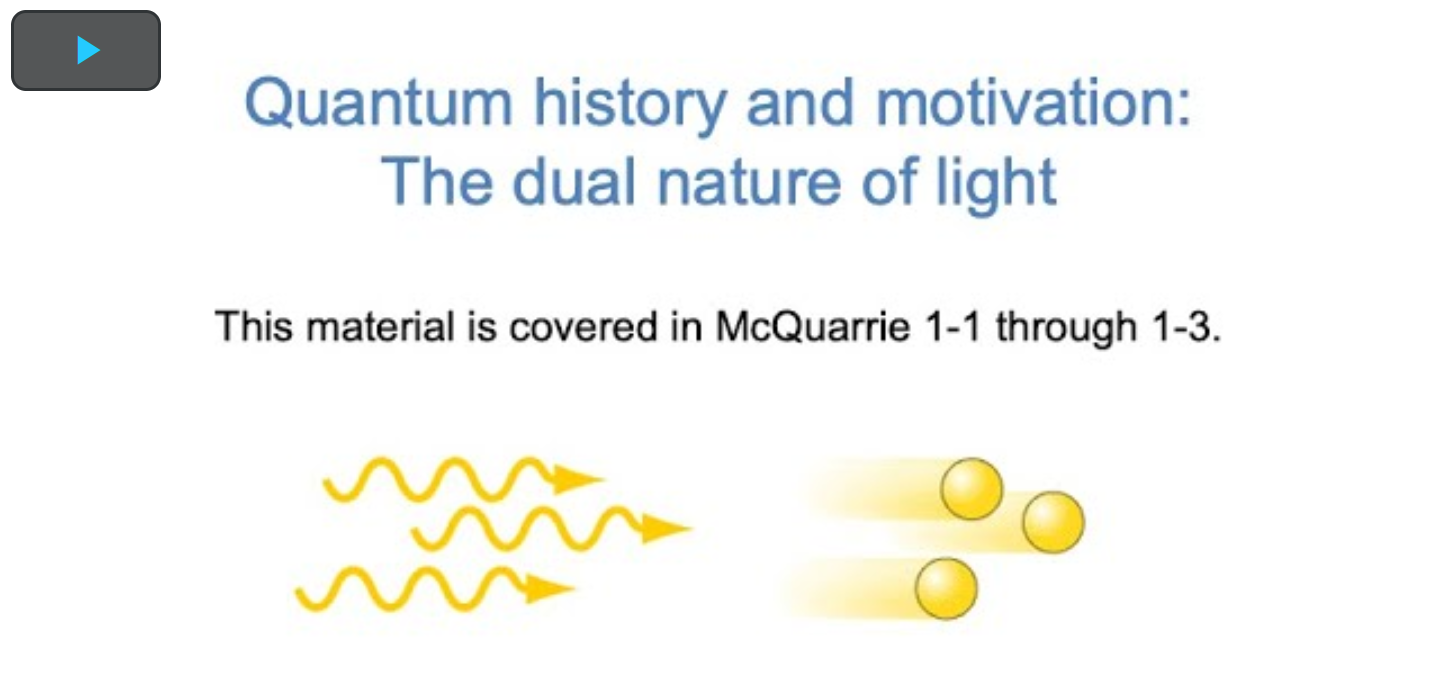 Quantum history and motivation:
The dual nature of light
This material is covered in McQuarrie 1-1 through 1-3.